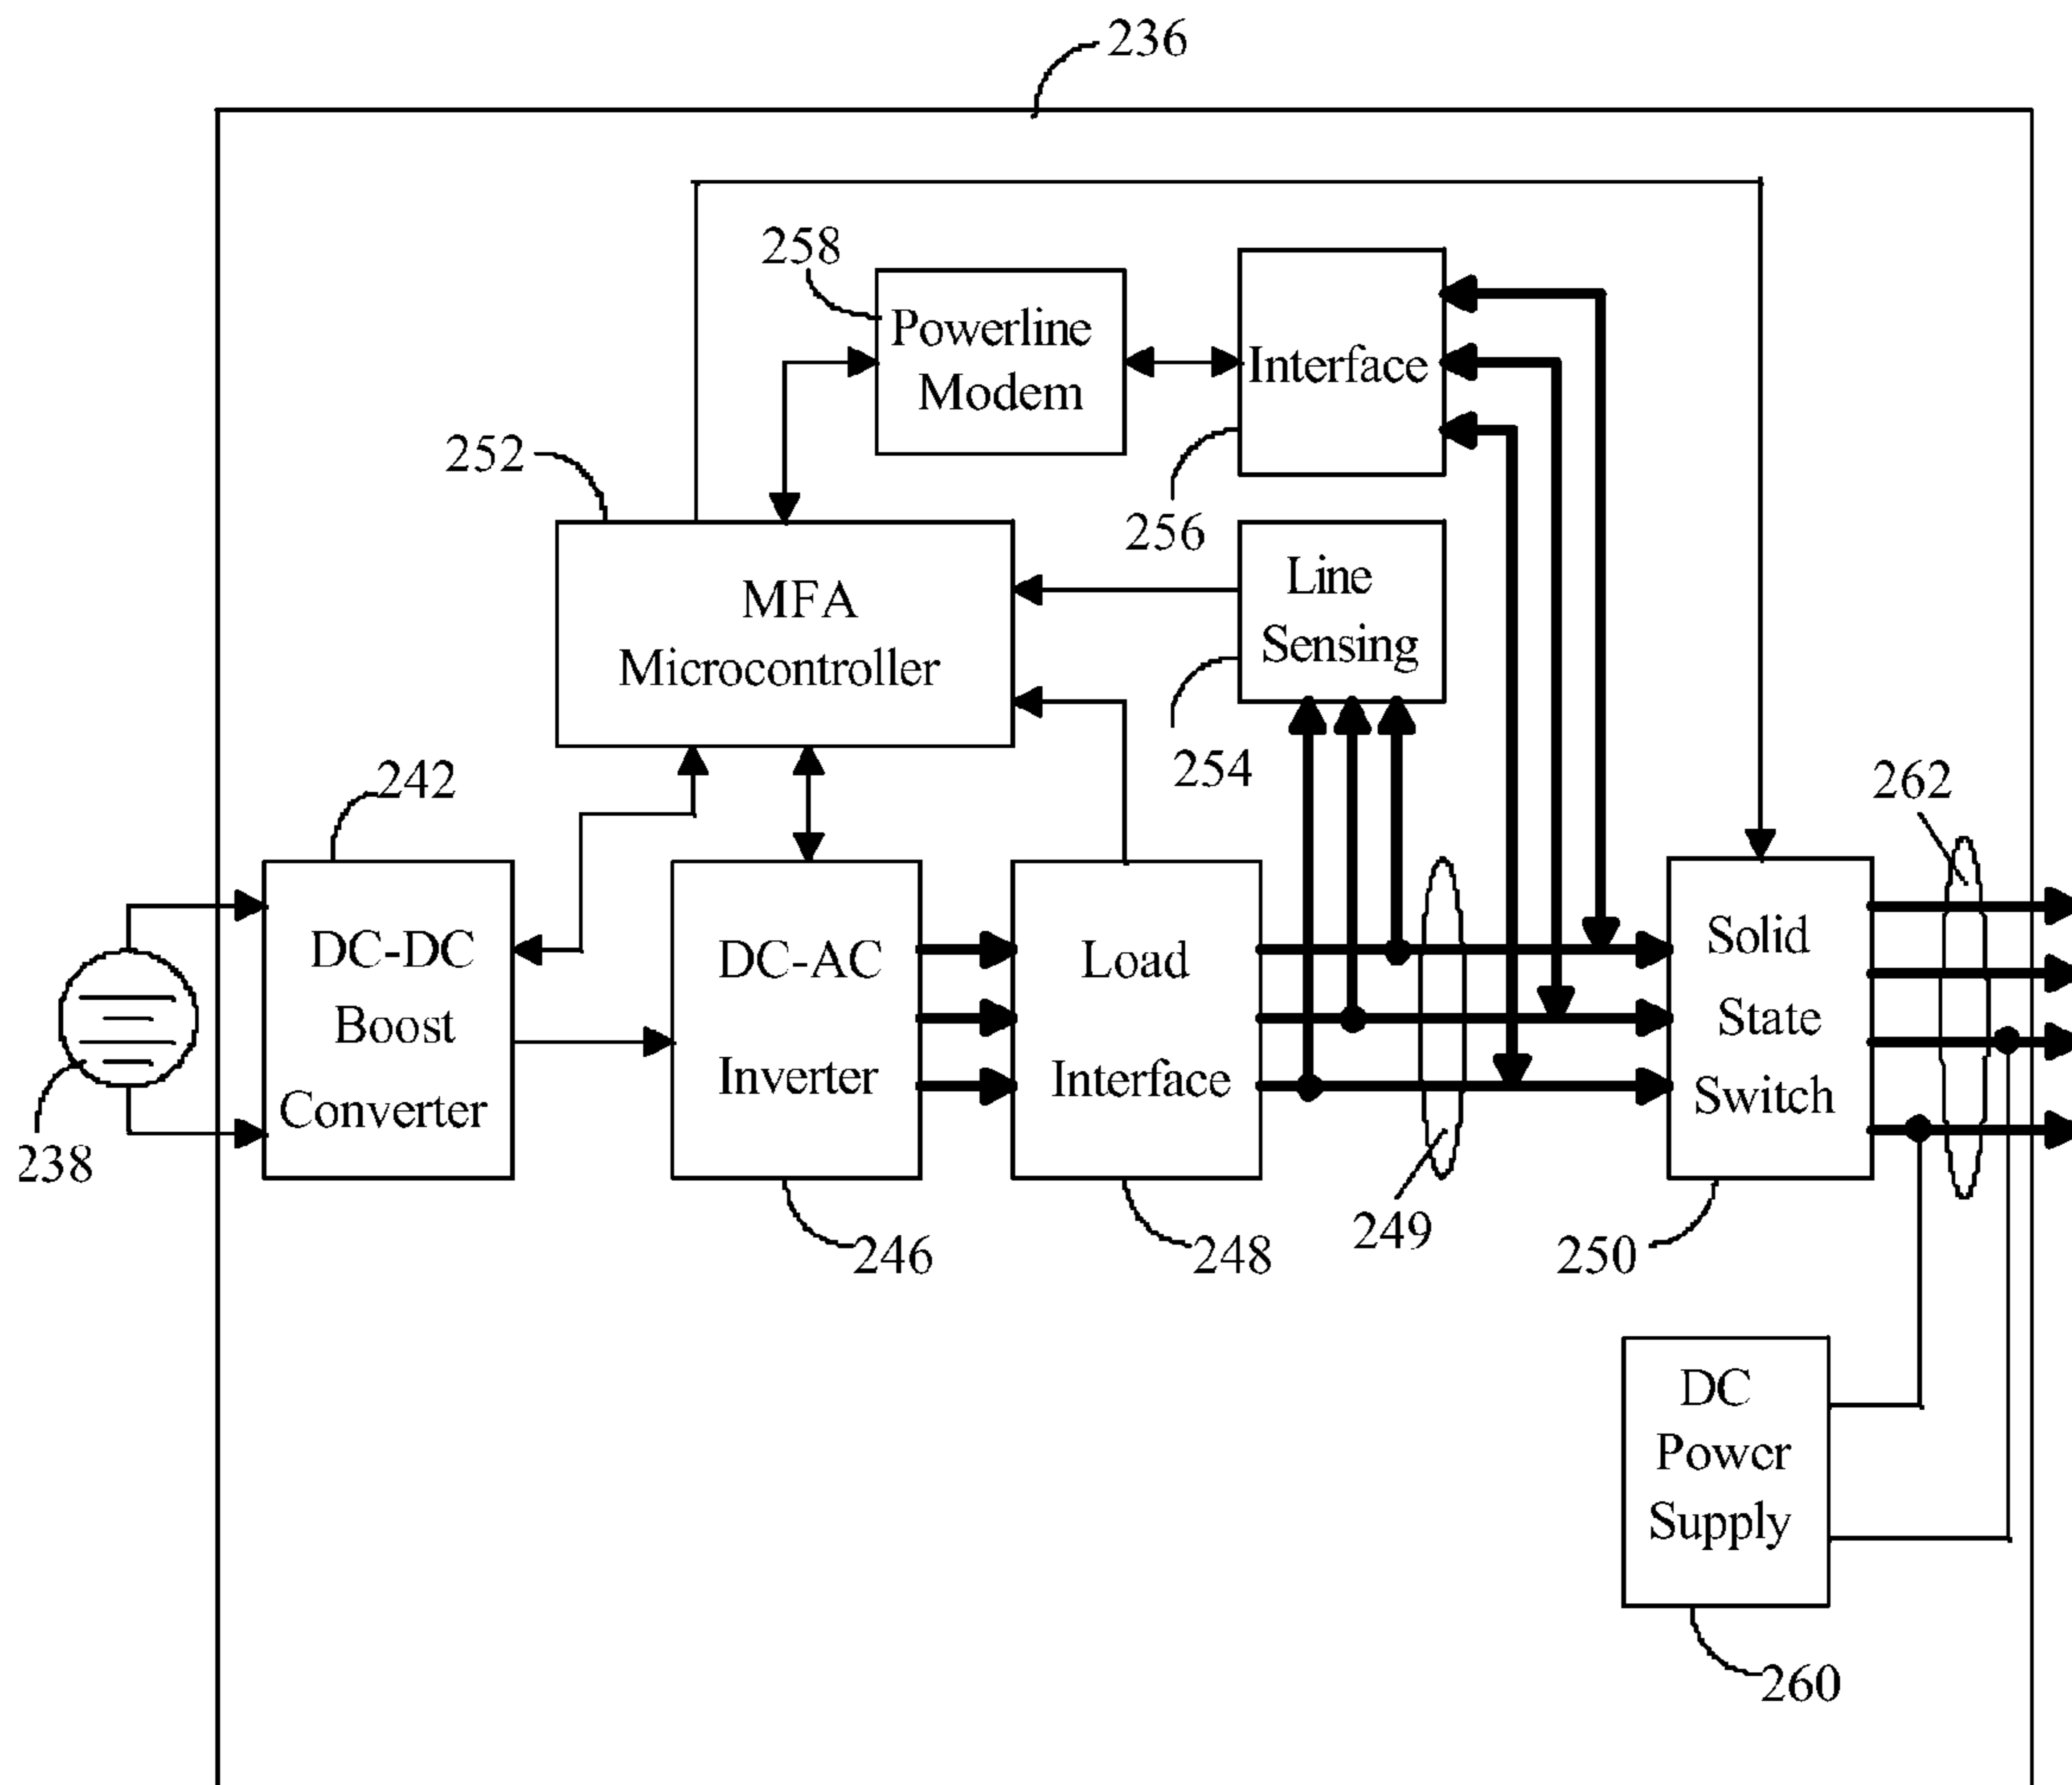 236
258
Powerline
Modem
Interface
252
256
MFA
Microcontroller
Line
Sensing
254
242
262
DC-DC
Boost
Converter
DC-AC
Inverter
Load
Interface
Solid
State
Switch
238
246
248
249
250
DC
Power
Supply
260